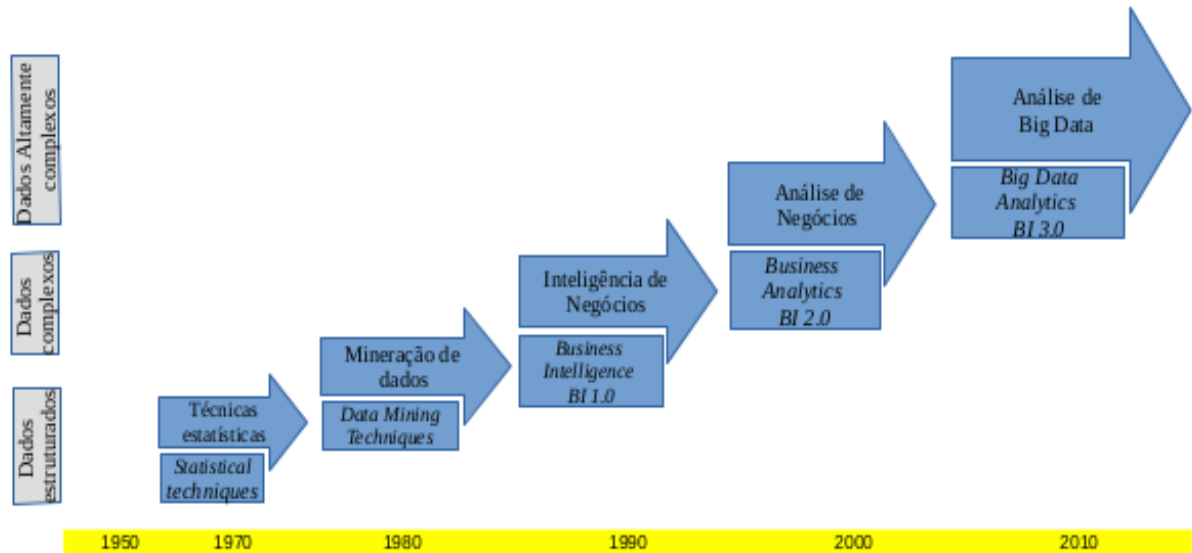 Dados Altamente
complexos
Dados
complexos
Dados
estruturados
Técnicas
estatísticas
Statistical
techniques
Mineração de
dados
Data Mining
Techniques
Inteligência de
Negócios
Business
Intelligence
BI 1.0
Análise de
Negócios
Business
Analytics
BI 2.0
Análise de
Big Data
Big Data
Analytics
BI 3.0
1950 1970 1980 1990 2000 2010